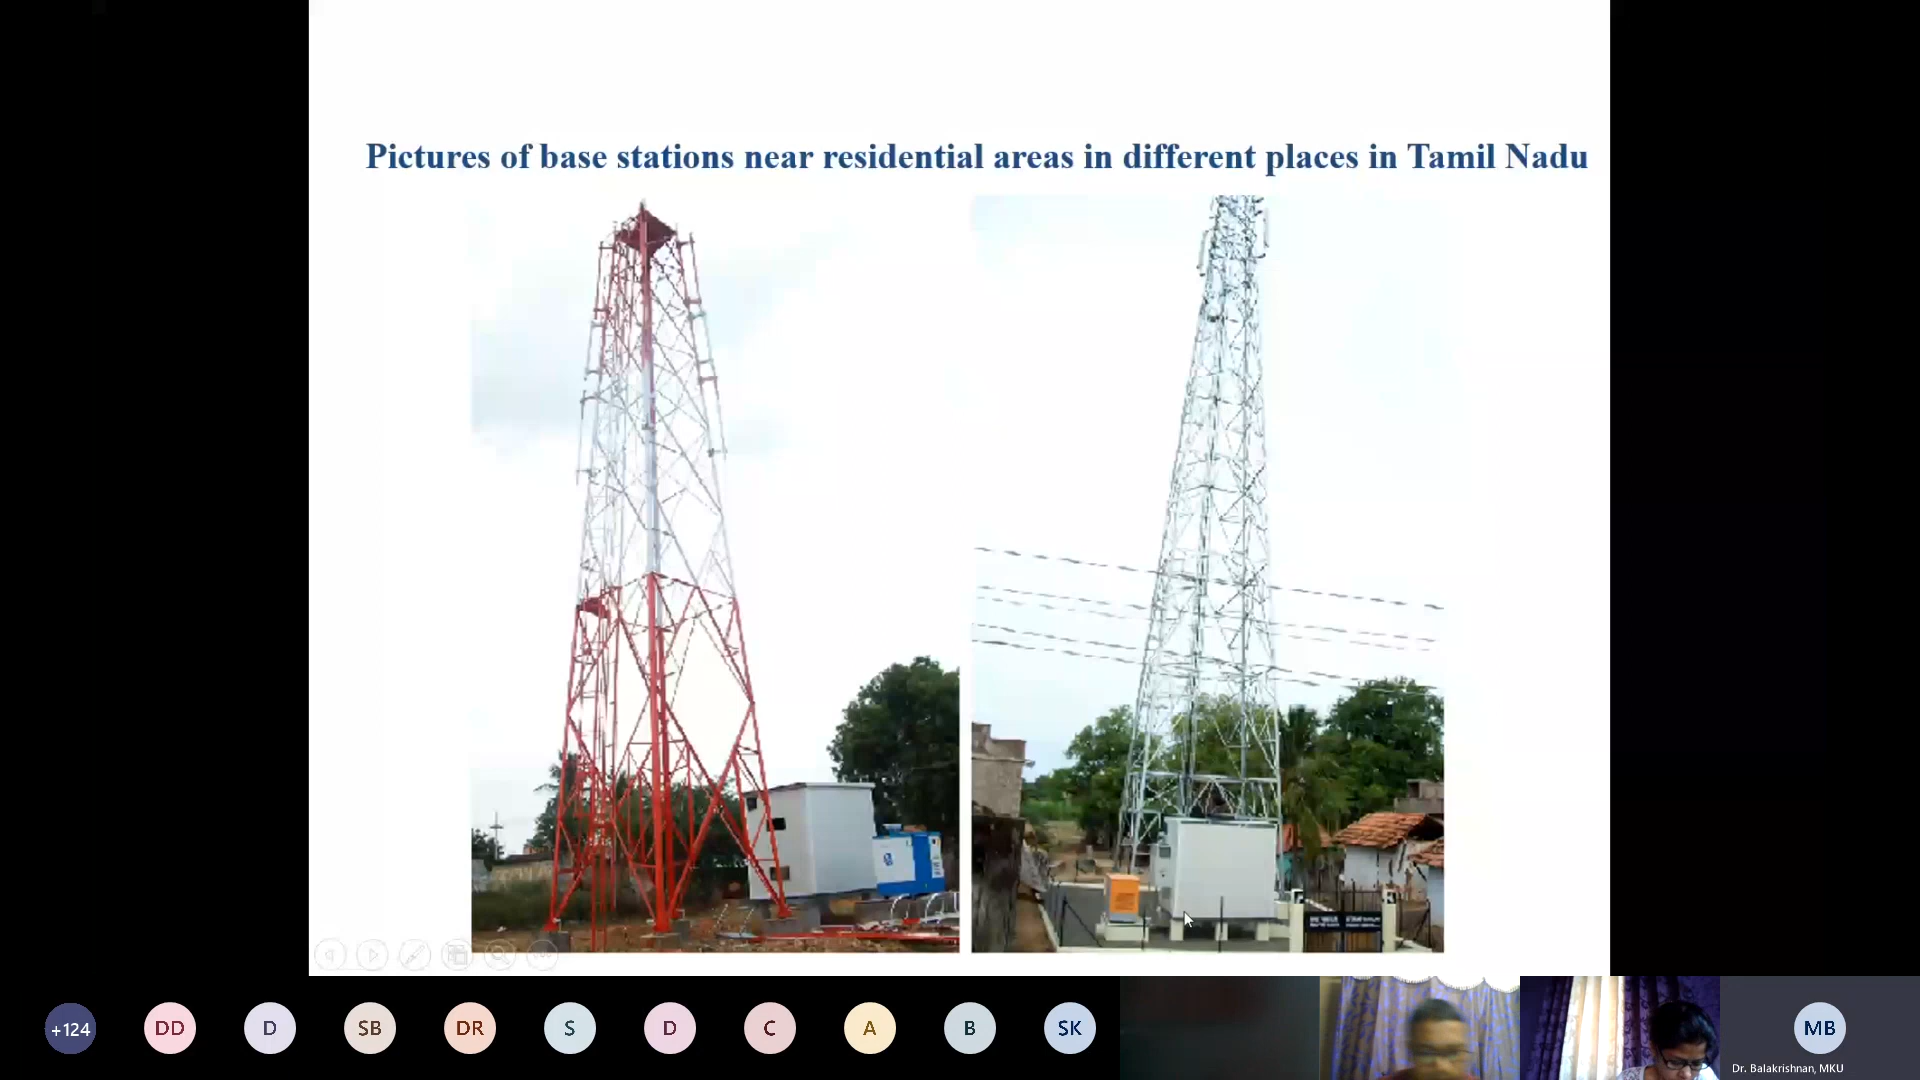 Pictures of base stations near residential areas in different places in Tamil Nadu
+124
DD
D
SB
DR
S
D
C
A
B
SK
MB
Dr. Balakrishnan, MKU